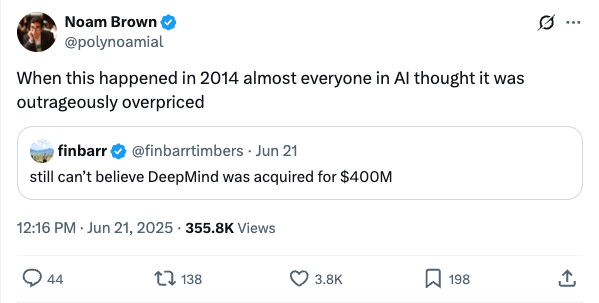 Noam Brown
@polynoamial
When this happened in 2014 almost everyone in AI thought it was
outrageously overpriced
finbarr @finbarrtimbers · Jun 21
still can't believe DeepMind was acquired for $400M
12:16 PM · Jun 21, 2025 · 355.8K Views
44 138 3.8K 198